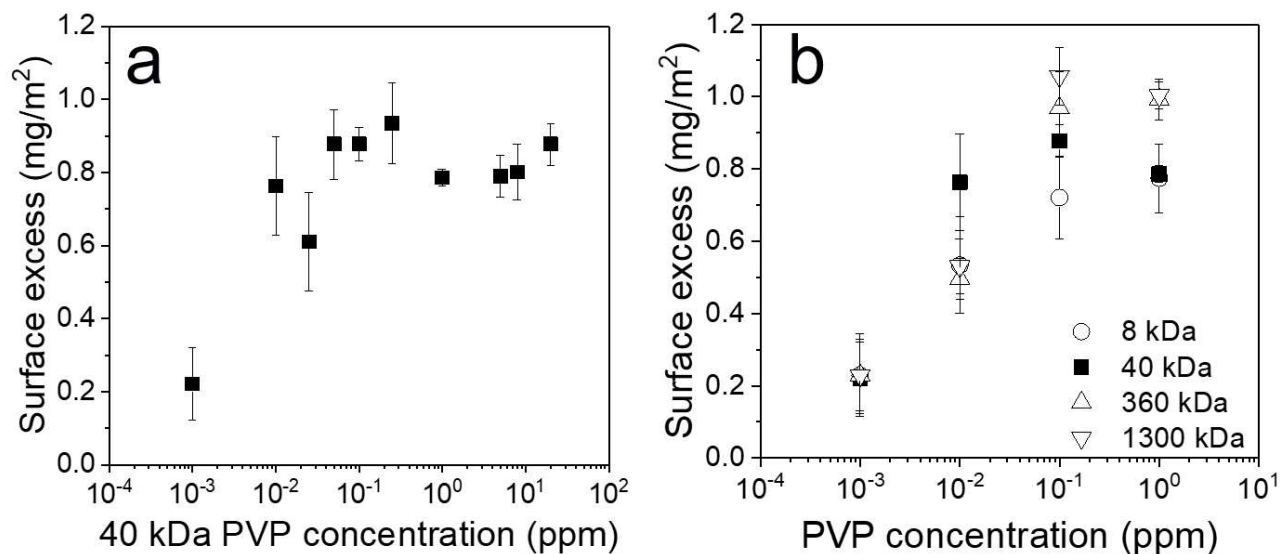 a
Surface excess (mg/m²)
1.2
1.0
0.8
0.6
0.4
0.2
0.0
10⁻⁴ 10⁻³ 10⁻² 10⁻¹ 10⁰ 10¹ 10²
40 kDa PVP concentration (ppm)
b
Surface excess (mg/m²)
1.2
1.0
0.8
0.6
0.4
0.2
0.0
8 kDa
40 kDa
360 kDa
1300 kDa
10⁻⁴ 10⁻³ 10⁻² 10⁻¹ 10⁰ 10¹
PVP concentration (ppm)